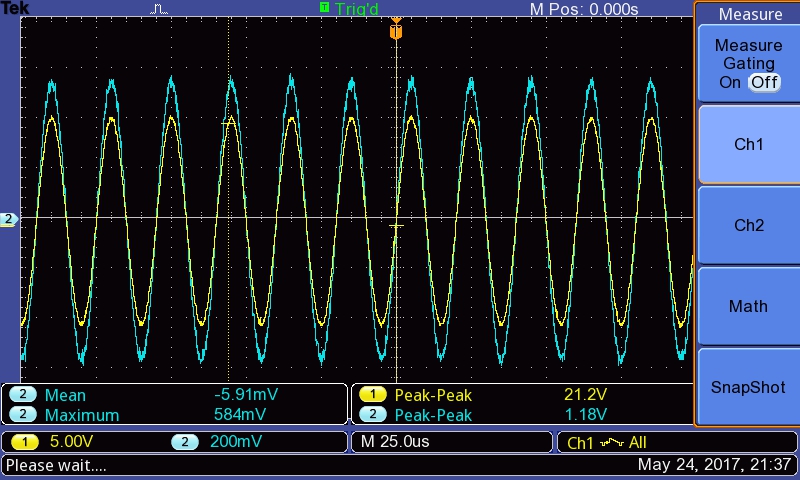 Tek T Trig'd M Pos: 0.000s Measure
T
Measure
Gating
On Off
Ch1
2
Ch2
Math
SnapShot
2 Mean -5.91mV 1 Peak-Peak 21.2V
2 Maximum 584mV 2 Peak-Peak 1.18V
1 5.00V 2 200mV M 25.0us Ch1 All
Please wait.... May 24, 2017, 21:37